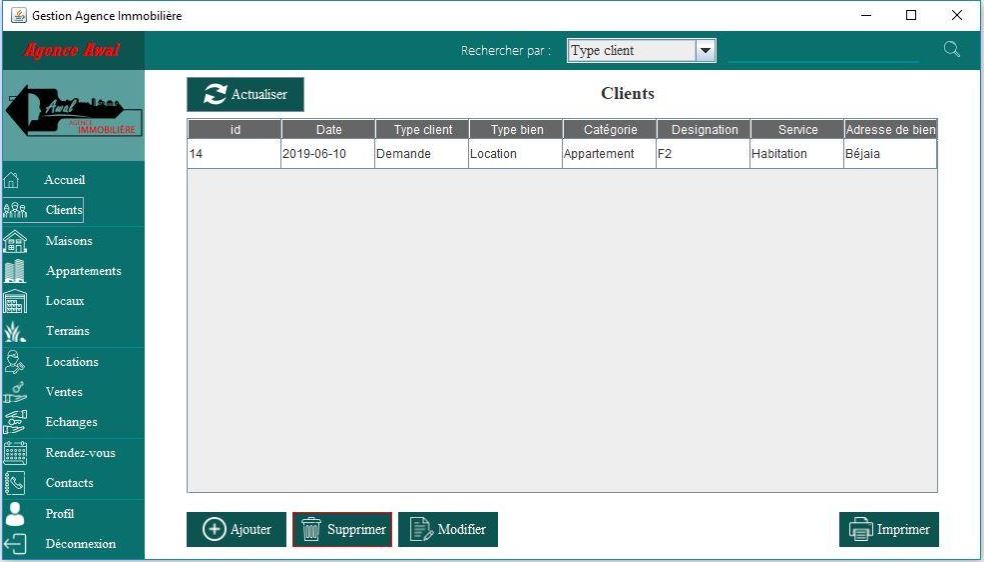 Gestion Agence Immobilière
Agence Awal
Rechercher par :
Type client
Awal
AGENCE
IMMOBILIÈRE
Actualiser
Clients
id Date Type client Type bien Catégorie Designation Service Adresse de bien
14 2019-06-10 Demande Location Appartement F2 Habitation Béjaia
Accueil
Clients
Maisons
Appartements
Locaux
Terrains
Locations
Ventes
Echanges
Rendez-vous
Contacts
Profil
Déconnexion
Ajouter
Supprimer
Modifier
Imprimer